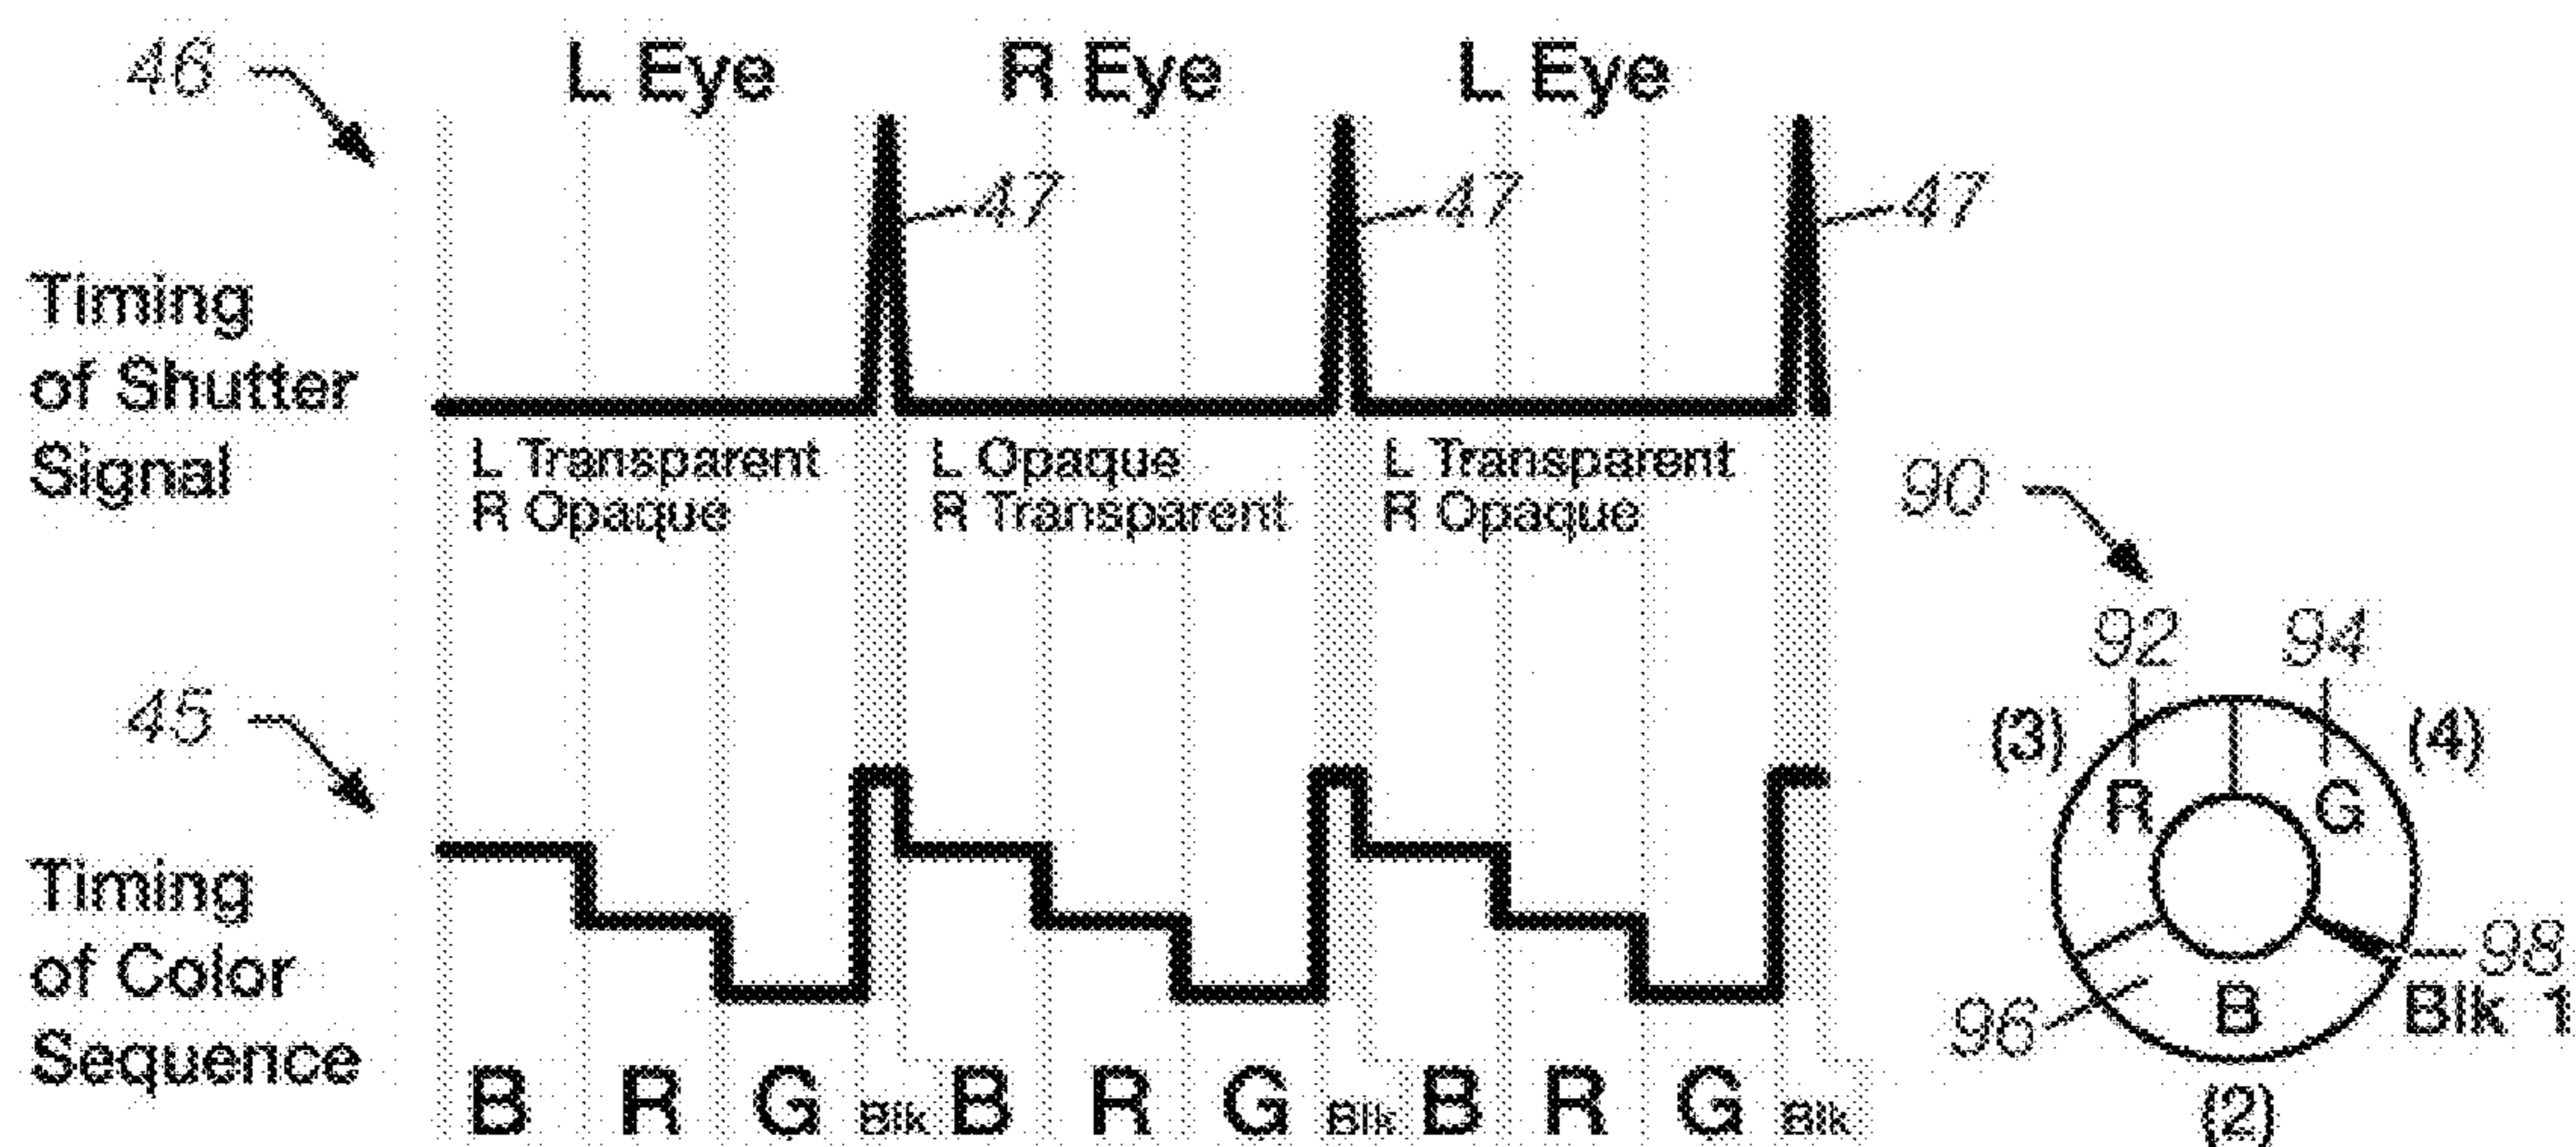 46
L Eye R Eye L Eye
47 47 47
Timing
of Shutter
Signal
L Transparent
R Opaque
L Opaque
R Transparent
L Transparent
R Opaque
90
92 94
45
(3) (4)
R G
Timing
of Color
Sequence
98
96 B Blk 1
B R G Blk B R G Blk B R G Blk
(2)